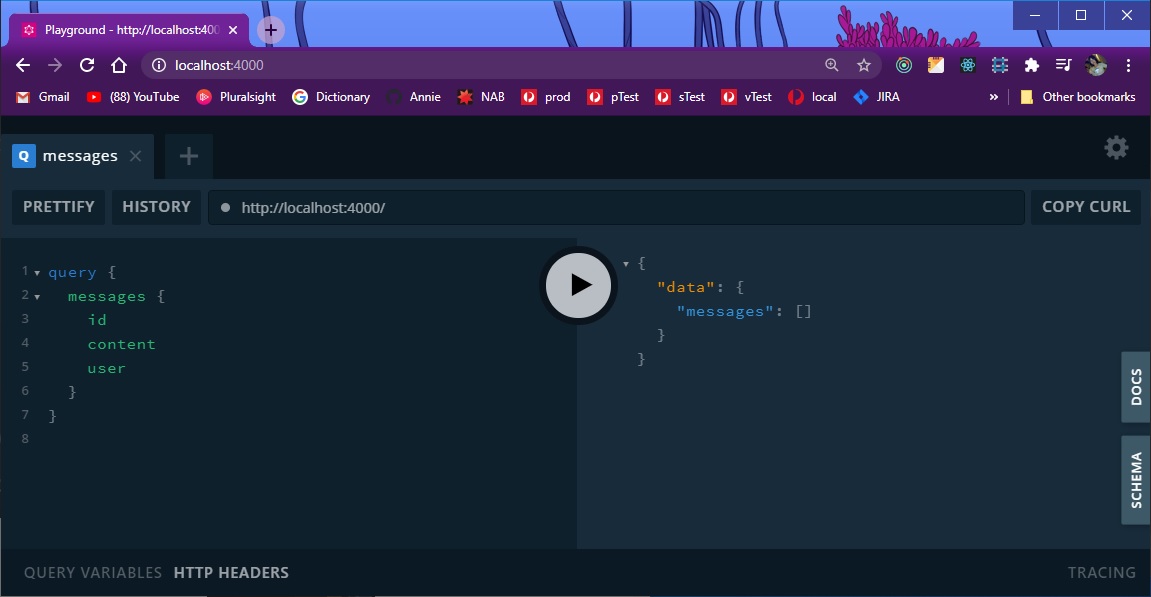 Playground - http://localhost:400
localhost:4000
Gmail (88) YouTube Pluralsight Dictionary Annie NAB prod pTest sTest vTest local JIRA » Other bookmarks
Q messages
PRETTIFY HISTORY http://localhost:4000/ COPY CURL
1 query {
2 messages {
3 id
4 content
5 user
6 }
7 }
8
{
"data": {
"messages": []
}
}
DOCS
SCHEMA
QUERY VARIABLES HTTP HEADERS TRACING